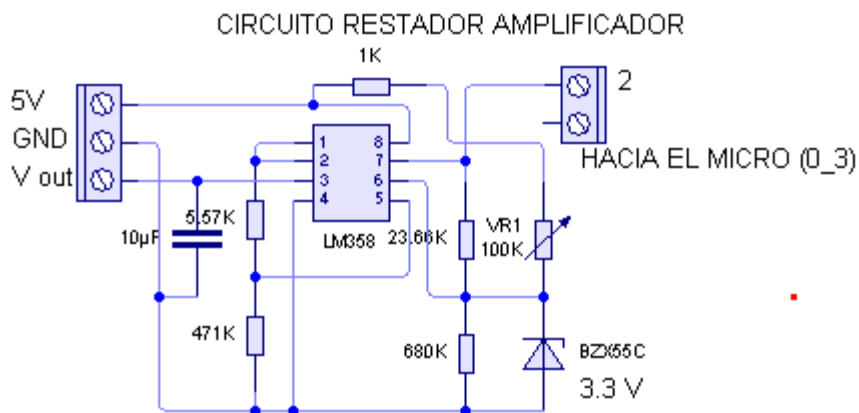 CIRCUITO RESTADOR AMPLIFICADOR
1K
5V
GND
V out
2
HACIA EL MICRO (0_3)
1
2
3
4
8
7
6
5
LM358
5.57K
10µF
23.66K
VR1
100K
471K
680K
BZX55C
3.3 V